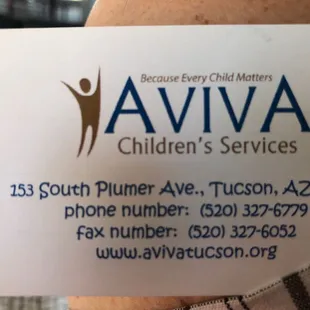 Because Every Child Matters
AVIVA
Children's Services
153 South Plumer Ave., Tucson, AZ
phone number: (520) 327-6779
fax number: (520) 327-6052
www.avivatucson.org